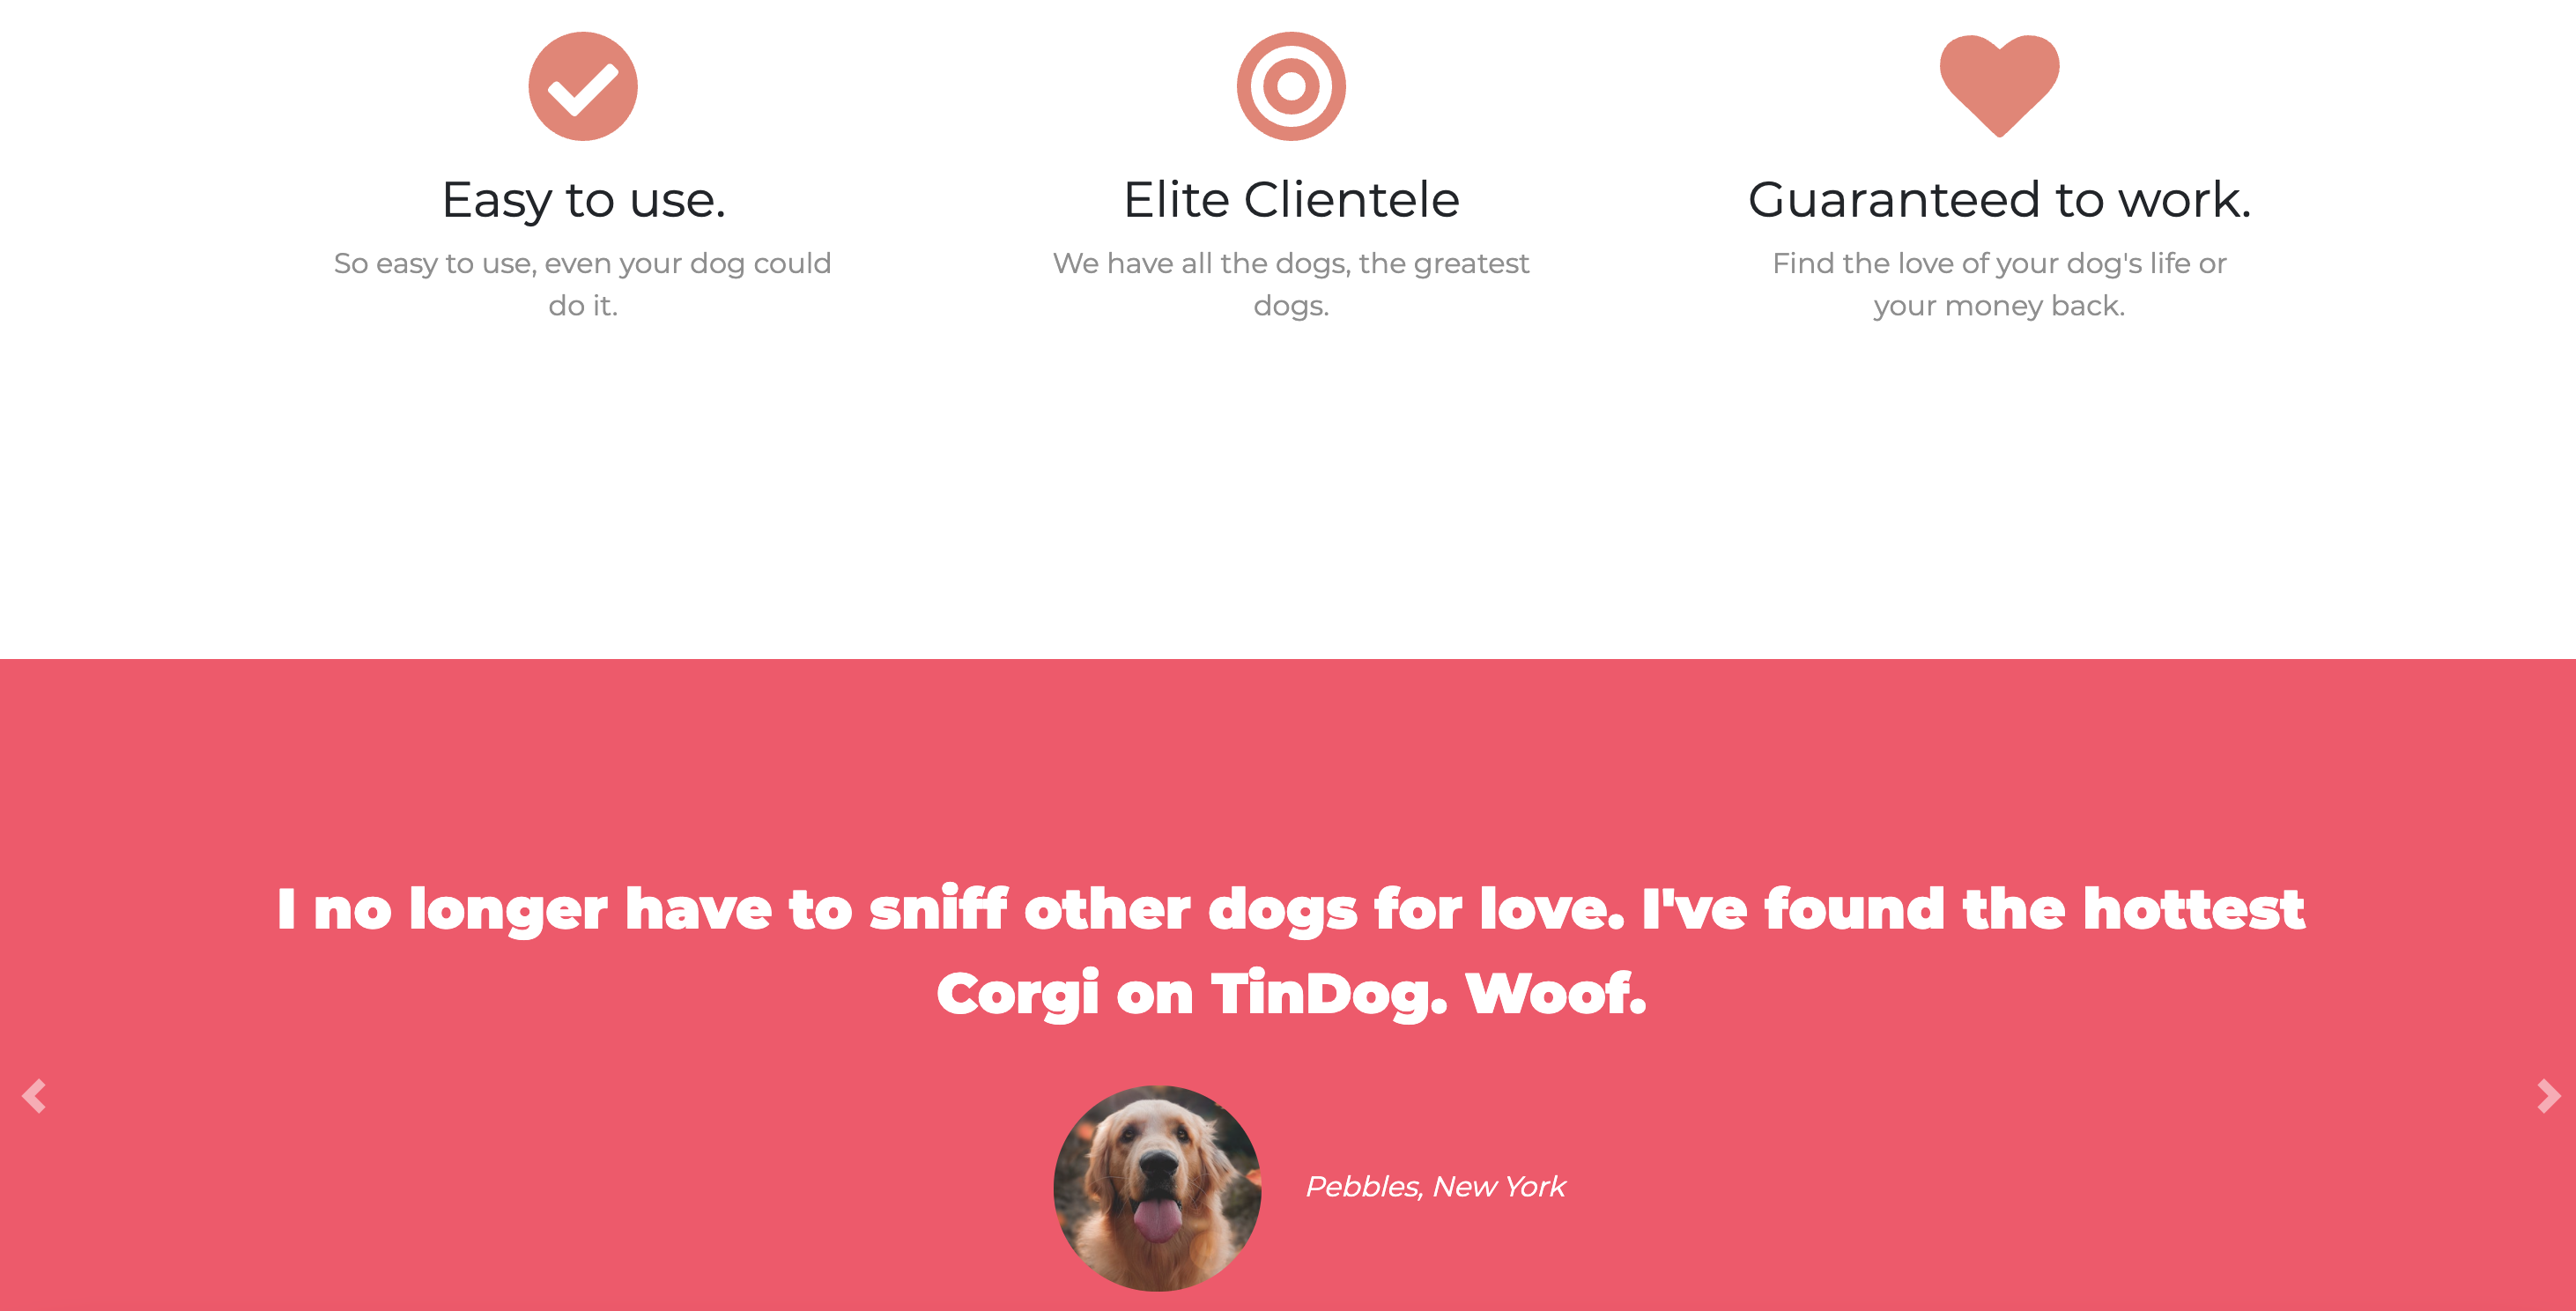 Easy to use.
So easy to use, even your dog could
do it.
Elite Clientele
We have all the dogs, the greatest
dogs.
Guaranteed to work.
Find the love of your dog's life or
your money back.
I no longer have to sniff other dogs for love. I've found the hottest
Corgi on TinDog. Woof.
Pebbles, New York